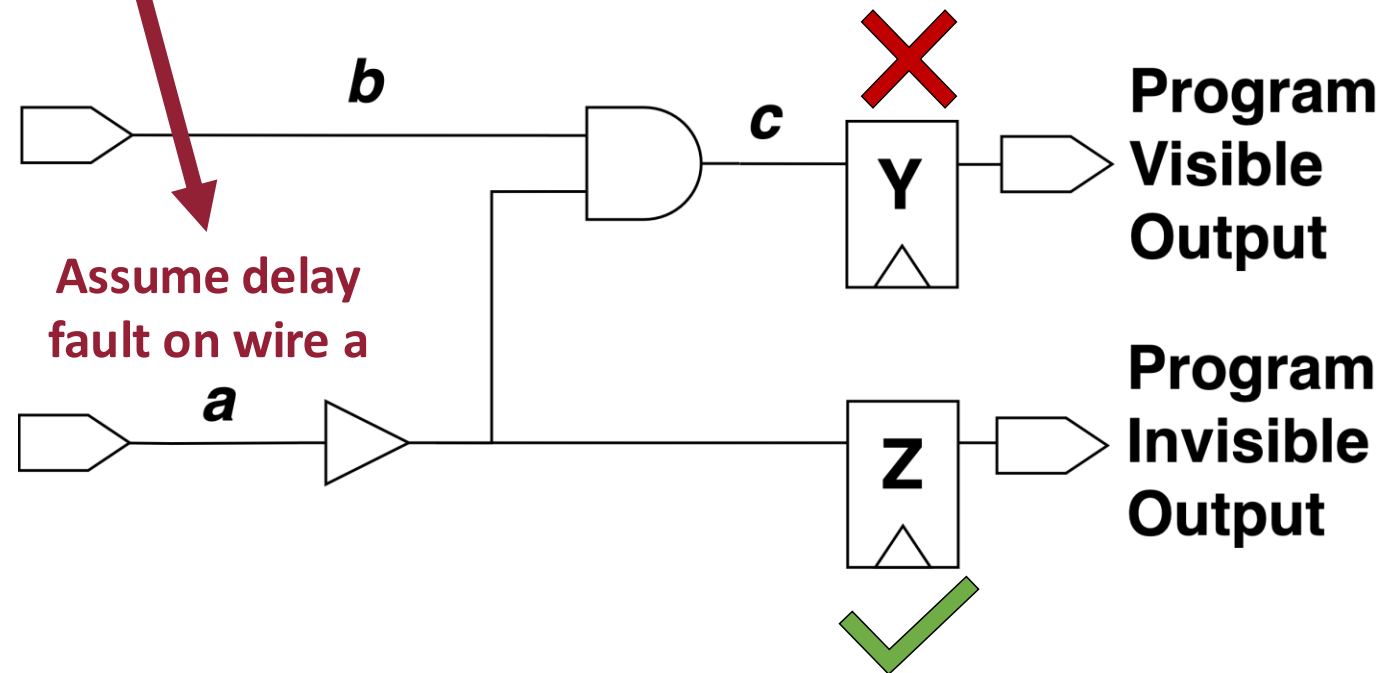 b
c
Y
Program
Visible
Output
Assume delay
fault on wire a
a
Z
Program
Invisible
Output